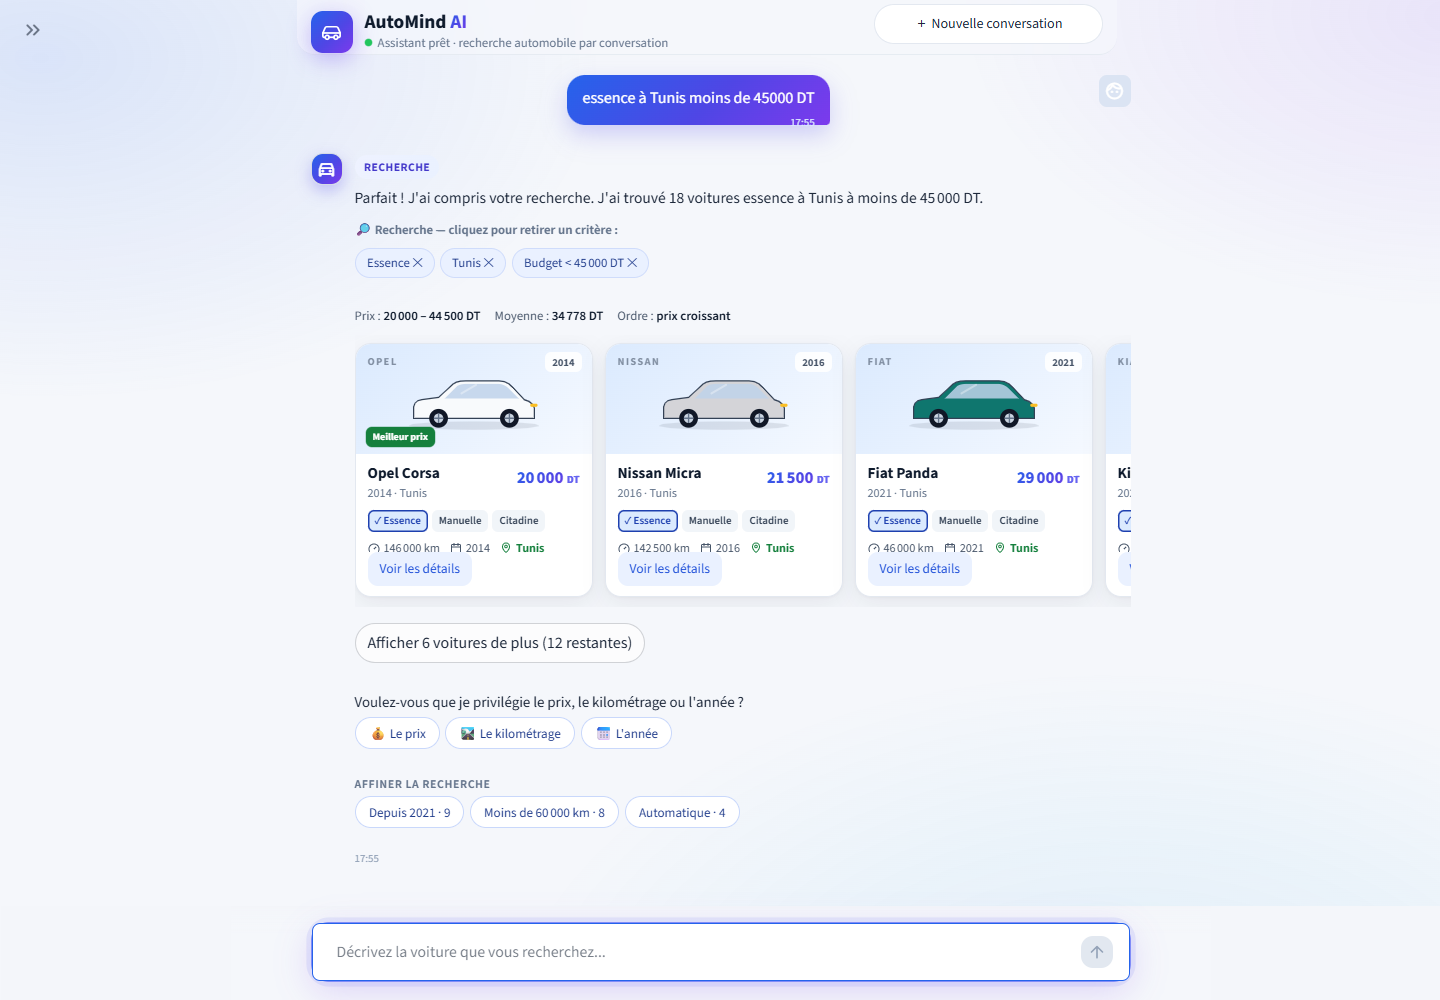 AutoMind AI
Assistant prêt · recherche automobile par conversation
+ Nouvelle conversation
essence à Tunis moins de 45000 DT
17:55
RECHERCHE
Parfait ! J'ai compris votre recherche. J'ai trouvé 18 voitures essence à Tunis à moins de 45 000 DT.
Recherche — cliquez pour retirer un critère :
Essence Tunis Budget < 45 000 DT
Prix : 20 000 – 44 500 DT Moyenne : 34 778 DT Ordre : prix croissant
OPEL 2014
Meilleur prix
Opel Corsa 20 000 DT
2014 · Tunis
✓ Essence Manuelle Citadine
146 000 km 2014 Tunis
Voir les détails
NISSAN 2016
Nissan Micra 21 500 DT
2016 · Tunis
✓ Essence Manuelle Citadine
142 500 km 2016 Tunis
Voir les détails
FIAT 2021
Fiat Panda 29 000 DT
2021 · Tunis
✓ Essence Manuelle Citadine
46 000 km 2021 Tunis
Voir les détails
Ki
Afficher 6 voitures de plus (12 restantes)
Voulez-vous que je privilégie le prix, le kilométrage ou l'année ?
Le prix Le kilométrage L'année
AFFINER LA RECHERCHE
Depuis 2021 · 9 Moins de 60 000 km · 8 Automatique · 4
17:55
Décrivez la voiture que vous recherchez...